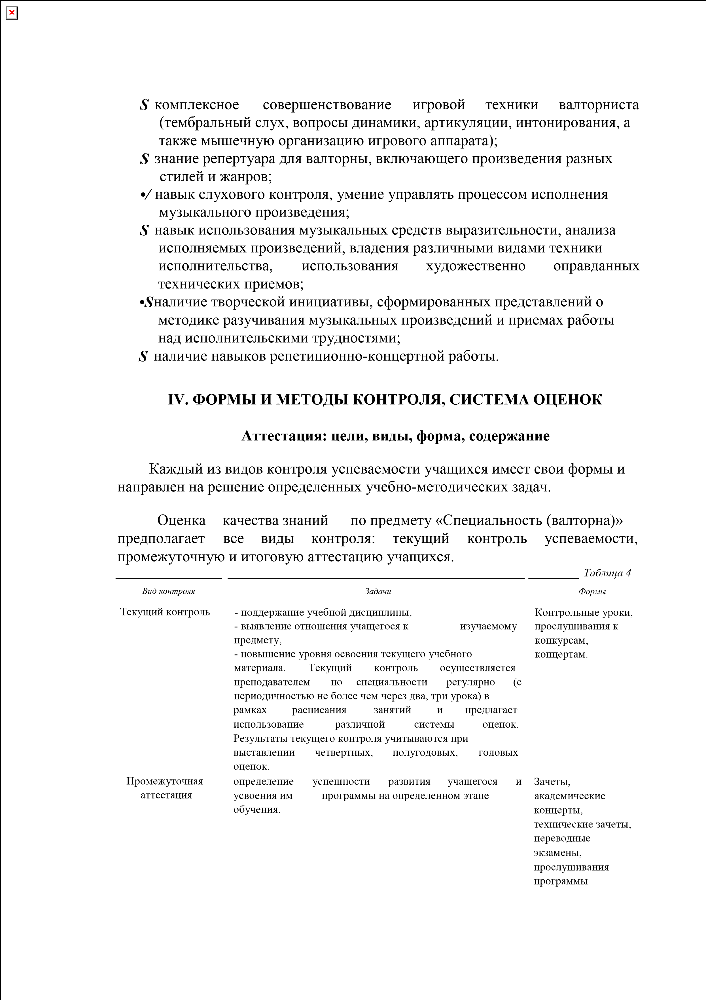 S комплексное совершенствование игровой техники валторниста
(тембральный слух, вопросы динамики, артикуляции, интонирования, а
также мышечную организацию игрового аппарата);
S знание репертуара для валторны, включающего произведения разных
стилей и жанров;
•/ навык слухового контроля, умение управлять процессом исполнения
музыкального произведения;
S навык использования музыкальных средств выразительности, анализа
исполняемых произведений, владения различными видами техники
исполнительства, использования художественно оправданных
технических приемов;
•Sналичие творческой инициативы, сформированных представлений о
методике разучивания музыкальных произведений и приемах работы
над исполнительскими трудностями;
S наличие навыков репетиционно-концертной работы.
IV. ФОРМЫ И МЕТОДЫ КОНТРОЛЯ, СИСТЕМА ОЦЕНОК
Аттестация: цели, виды, форма, содержание
Каждый из видов контроля успеваемости учащихся имеет свои формы и
направлен на решение определенных учебно-методических задач.
Оценка качества знаний по предмету «Специальность (валторна)»
предполагает все виды контроля: текущий контроль успеваемости,
промежуточную и итоговую аттестацию учащихся.
Таблица 4
Вид контроля
Задачи
Формы
Текущий контроль
- поддержание учебной дисциплины,
- выявление отношения учащегося к изучаемому
предмету,
- повышение уровня освоения текущего учебного
материала. Текущий контроль осуществляется
преподавателем по специальности регулярно (с
периодичностью не более чем через два, три урока) в
рамках расписания занятий и предлагает
использование различной системы оценок.
Результаты текущего контроля учитываются при
выставлении четвертных, полугодовых, годовых
оценок.
Контрольные уроки,
прослушивания к
конкурсам,
концертам.
Промежуточная
аттестация
определение успешности развития учащегося и
усвоения им программы на определенном этапе
обучения.
Зачеты,
академические
концерты,
технические зачеты,
переводные
экзамены,
прослушивания
программы